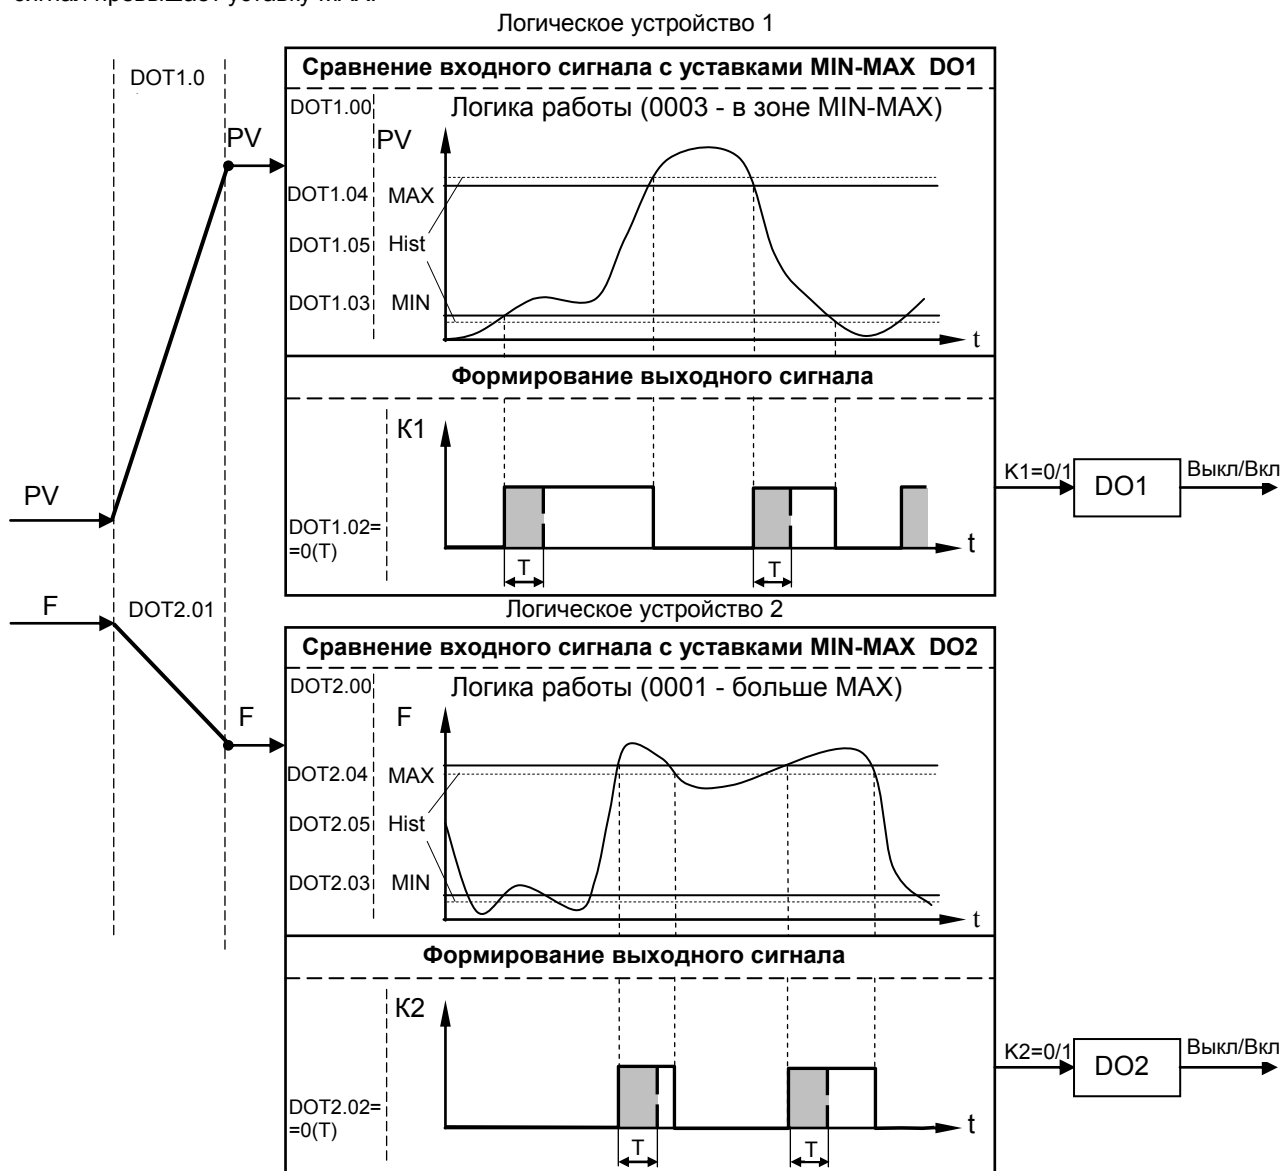 Логическое устройство 1
Сравнение входного сигнала с уставками MIN-MAX DO1
DOT1.0
DOT1.00
Логика работы (0003 - в зоне MIN-MAX)
PV
PV
DOT1.04
MAX
DOT1.05
Hist
DOT1.03
MIN
t
Формирование выходного сигнала
К1
PV
K1=0/1
DO1
Выкл/Вкл
DOT1.02=
=0(T)
t
T
T
F
DOT2.01
Логическое устройство 2
Сравнение входного сигнала с уставками MIN-MAX DO2
DOT2.00
Логика работы (0001 - больше MAX)
F
F
DOT2.04
MAX
DOT2.05
Hist
DOT2.03
MIN
t
Формирование выходного сигнала
К2
K2=0/1
DO2
Выкл/Вкл
DOT2.02=
=0(T)
t
T
T